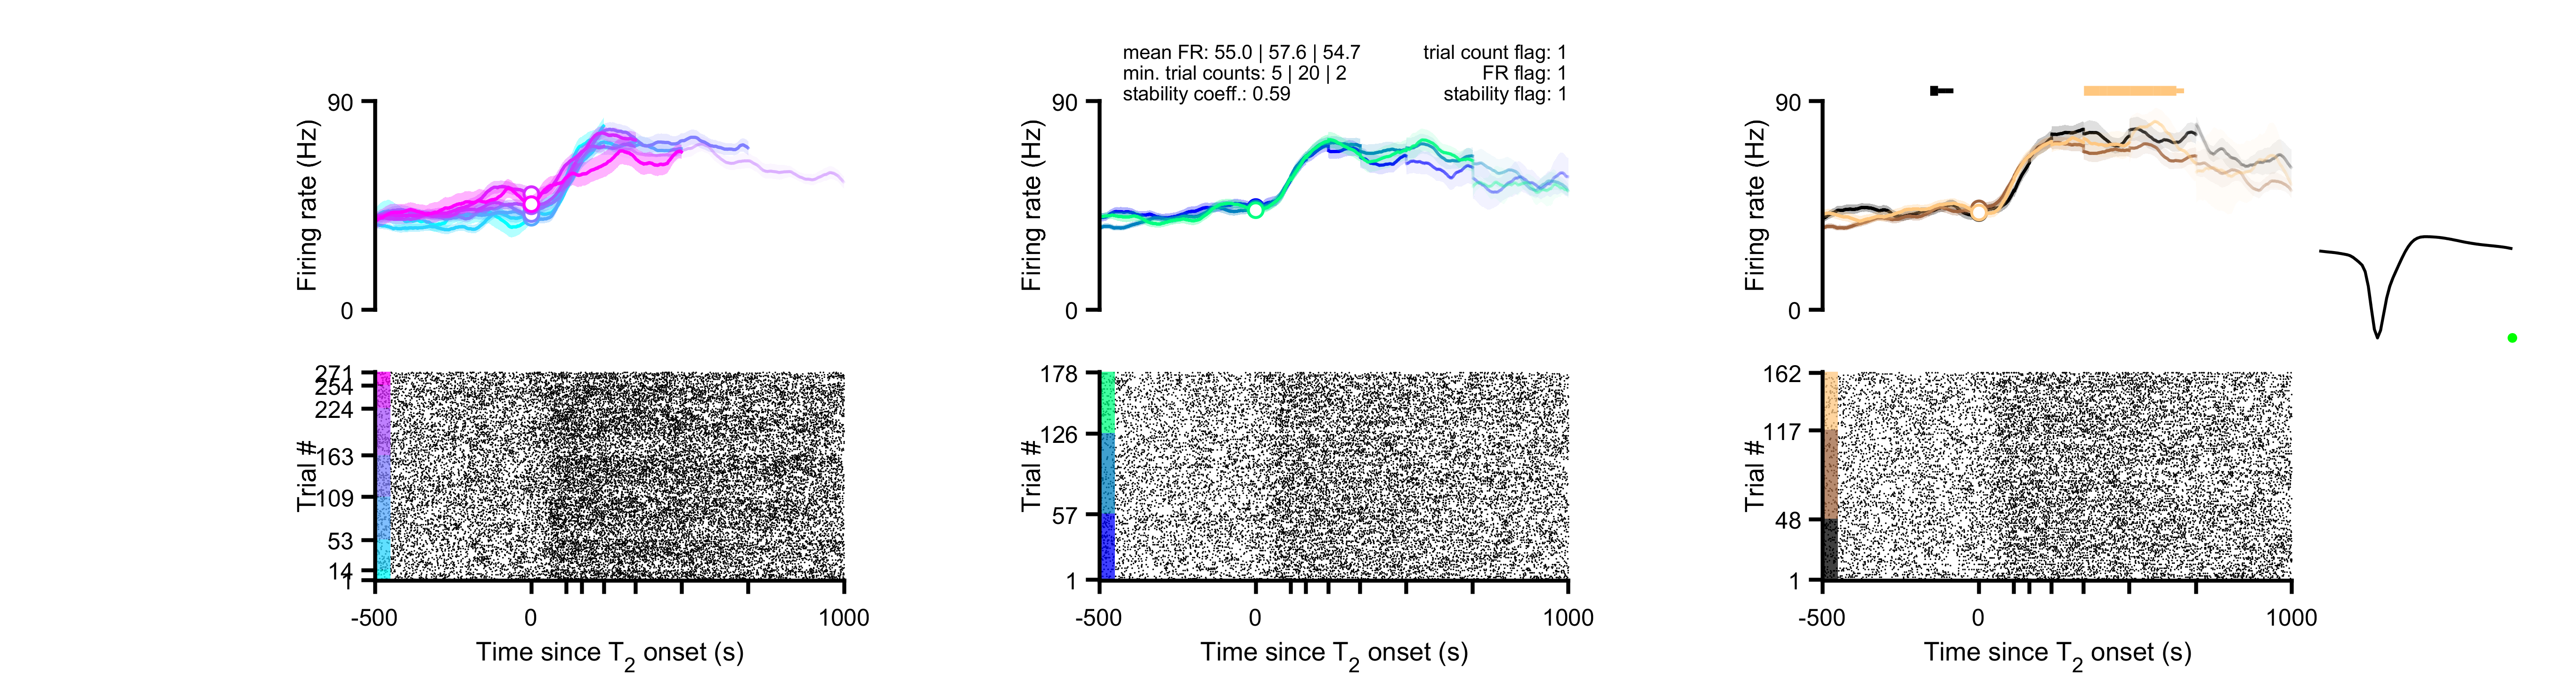 mean FR: 55.0 | 57.6 | 54.7
min. trial counts: 5 | 20 | 2
stability coeff.: 0.59
trial count flag: 1
FR flag: 1
stability flag: 1
90
0
Firing rate (Hz)
90
0
Firing rate (Hz)
90
0
Firing rate (Hz)
271
254
224
163
109
53
14
1
Trial #
-500
0
1000
Time since T2 onset (s)
178
126
57
1
Trial #
-500
0
1000
Time since T2 onset (s)
162
117
48
1
Trial #
-500
0
1000
Time since T2 onset (s)